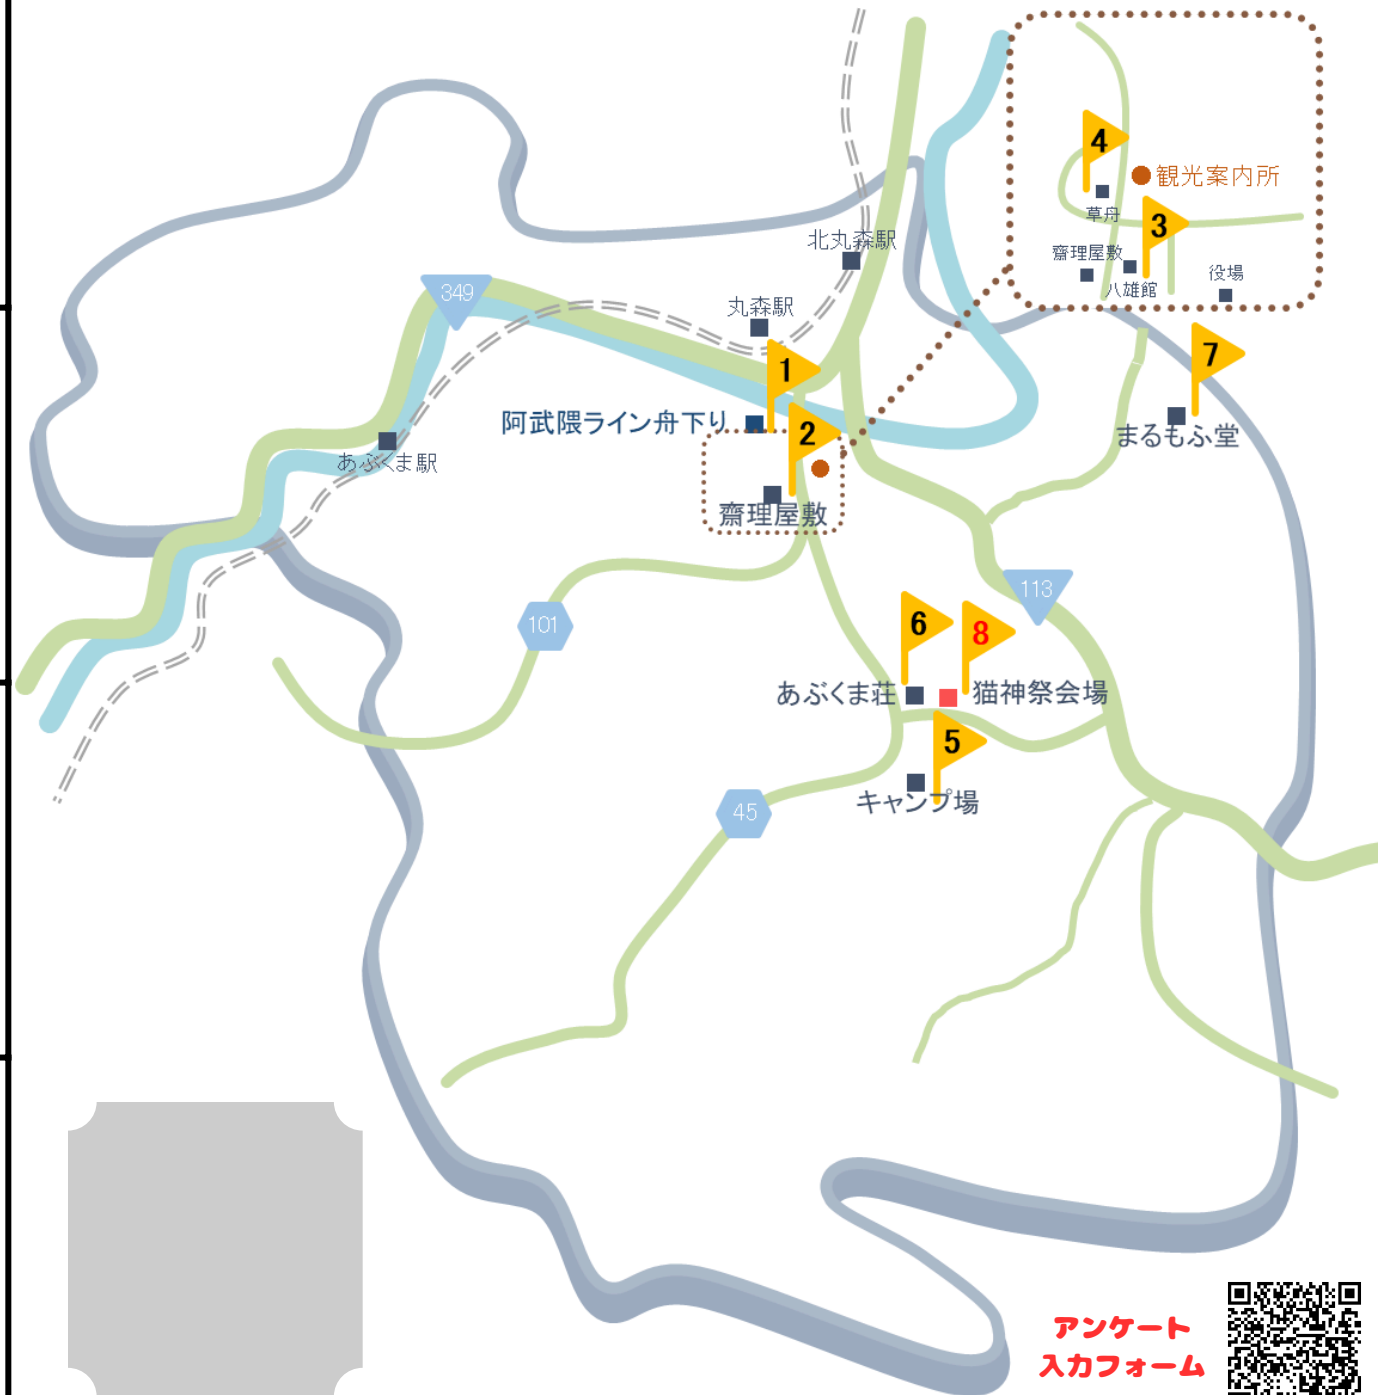 4
観光案内所
草舟
3
齋理屋敷
八雄館
役場
北丸森駅
349
丸森駅
7
まるもふ堂
1
阿武隈ライン舟下り
2
あぶくま駅
齋理屋敷
113
101
6
8
あぶくま荘
猫神祭会場
5
キャンプ場
45
アンケート
入力フォーム